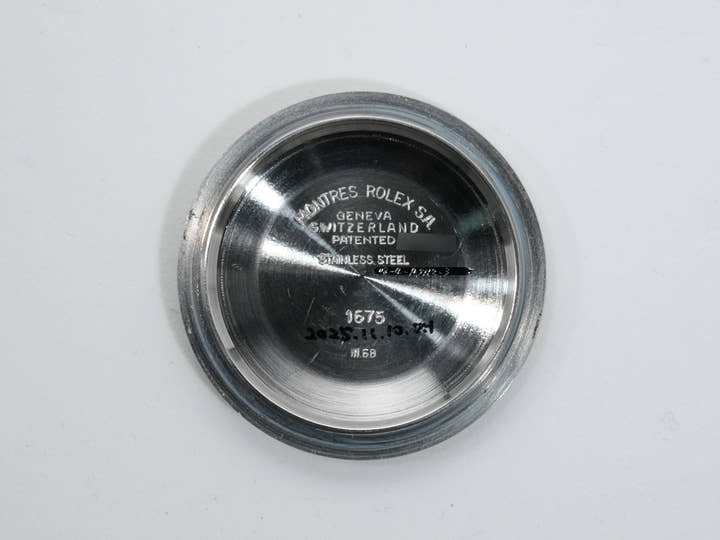 MONTRES ROLEX S/A
GENEVA
SWITZERLAND
PATENTED
STAINLESS STEEL
1675
2025.11.10.
III.68